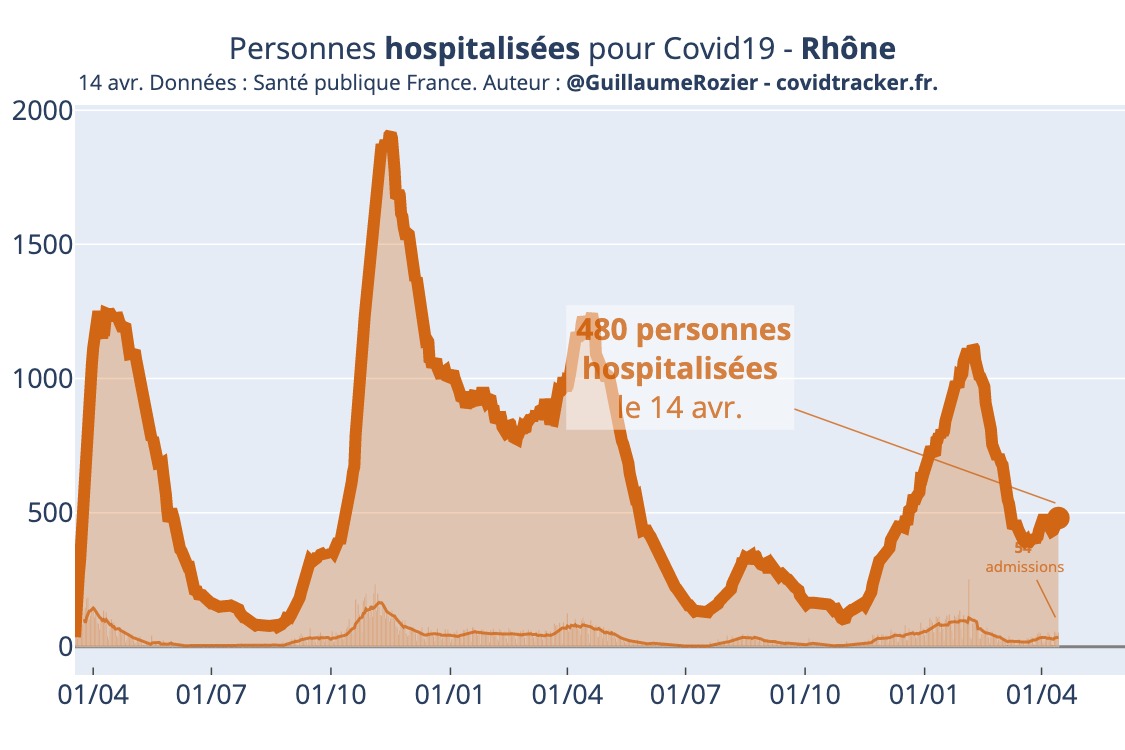 Personnes hospitalisées pour Covid19 - Rhône
14 avr. Données : Santé publique France. Auteur : @GuillaumeRozier - covidtracker.fr.
2000
1500
1000
500
0
480 personnes
hospitalisées
le 14 avr.
admissions
01/04 01/07 01/10 01/01 01/04 01/07 01/10 01/01 01/04